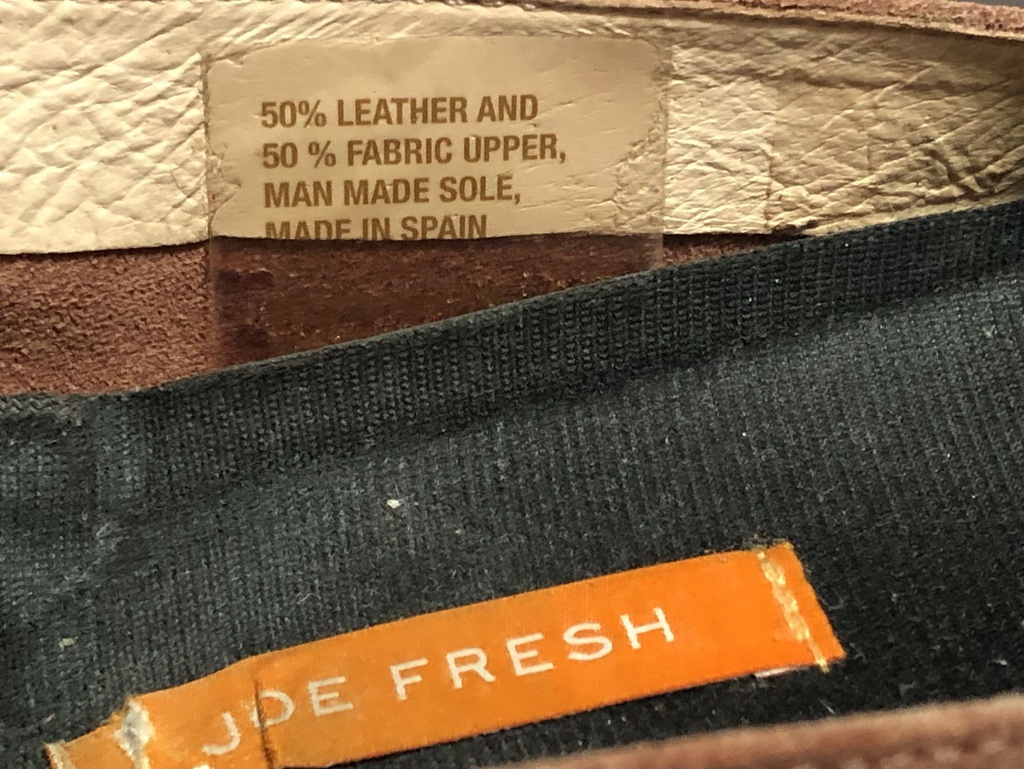 50% LEATHER AND
50 % FABRIC UPPER,
MAN MADE SOLE,
MADE IN SPAIN
JOE FRESH